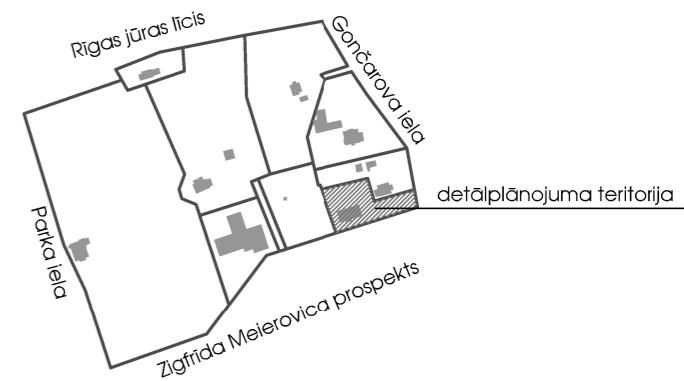 Rīgas jūras līcis
Gončarova iela
detālplānojuma teritorija
Parka iela
Zigfrīda Meierovica prospekts